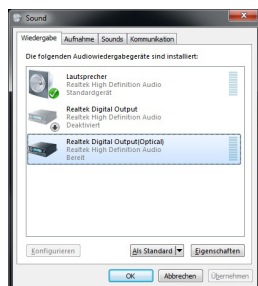 Sound
Wiedergabe Aufnahme Sounds Kommunikation
Die folgenden Audiowiedergabegeräte sind installiert:
Lautsprecher
Realtek High Definition Audio
Standardgerät
Realtek Digital Output
Realtek High Definition Audio
Deaktiviert
Realtek Digital Output(Optical)
Realtek High Definition Audio
Bereit
Konfigurieren Als Standard Eigenschaften
OK Abbrechen Übernehmen